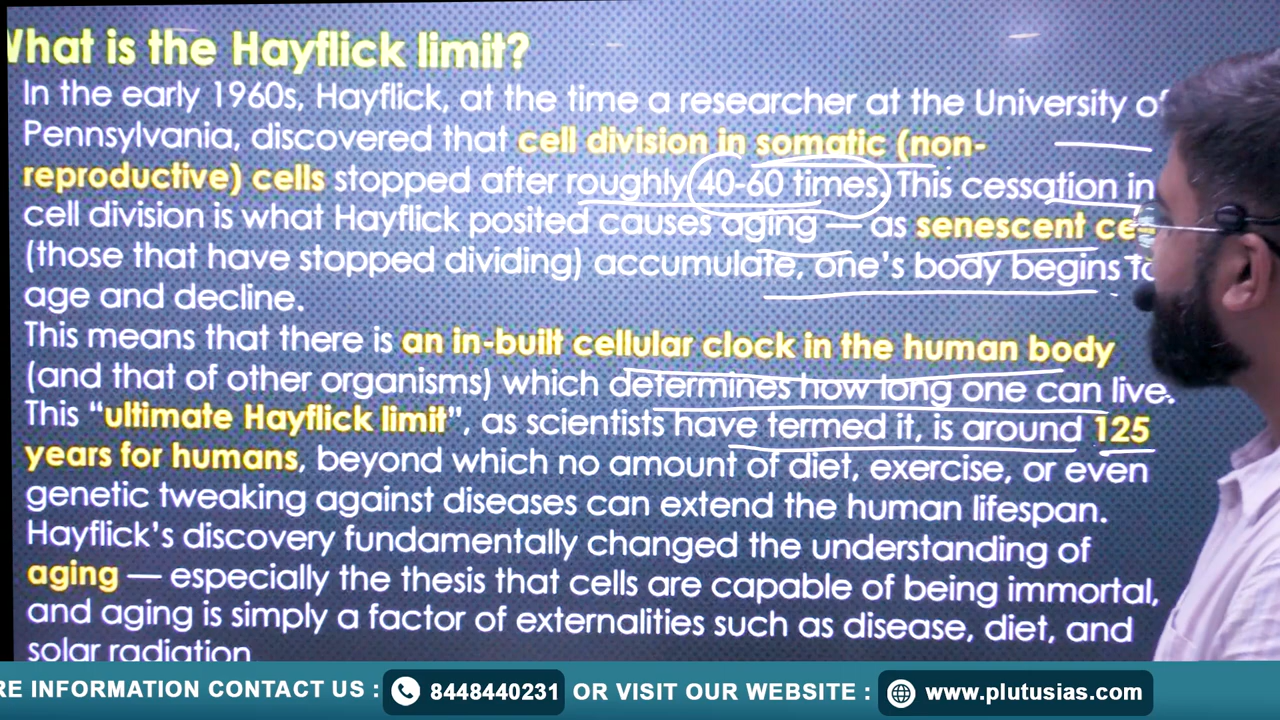 What is the Hayflick limit?
In the early 1960s, Hayflick, at the time a researcher at the University of
Pennsylvania, discovered that cell division in somatic (non-
reproductive) cells stopped after roughly 40-60 times. This cessation in
cell division is what Hayflick posited causes aging — as senescent
(those that have stopped dividing) accumulate, one’s body begins to
age and decline.
This means that there is an in-built cellular clock in the human body
(and that of other organisms) which determines how long one can live.
This “ultimate Hayflick limit”, as scientists have termed it, is around 125
years for humans, beyond which no amount of diet, exercise, or even
genetic tweaking against diseases can extend the human lifespan.
Hayflick’s discovery fundamentally changed the understanding of
aging — especially the thesis that cells are capable of being immortal,
and aging is simply a factor of externalities such as disease, diet, and
solar radiation
RE INFORMATION CONTACT US : 8448440231 OR VISIT OUR WEBSITE : www.plutusias.com